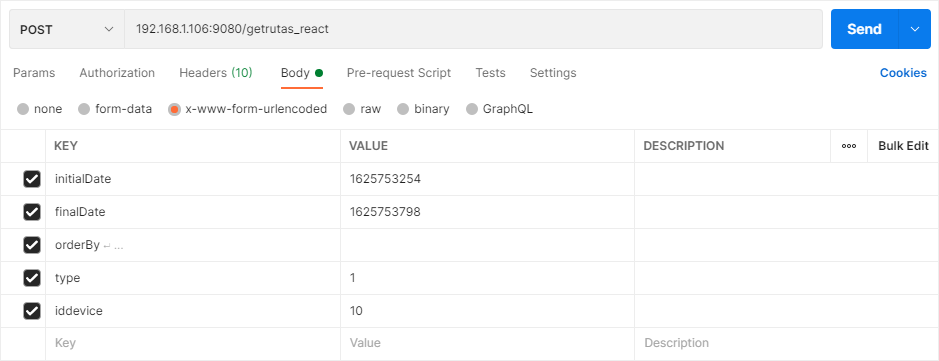 POST 192.168.1.106:9080/getrutas_react Send
Params Authorization Headers (10) Body Pre-request Script Tests Settings Cookies
none form-data x-www-form-urlencoded raw binary GraphQL
KEY VALUE DESCRIPTION ooo Bulk Edit
initialDate 1625753254
finalDate 1625753798
orderBy ↵ ...
type 1
iddevice 10
Key Value Description